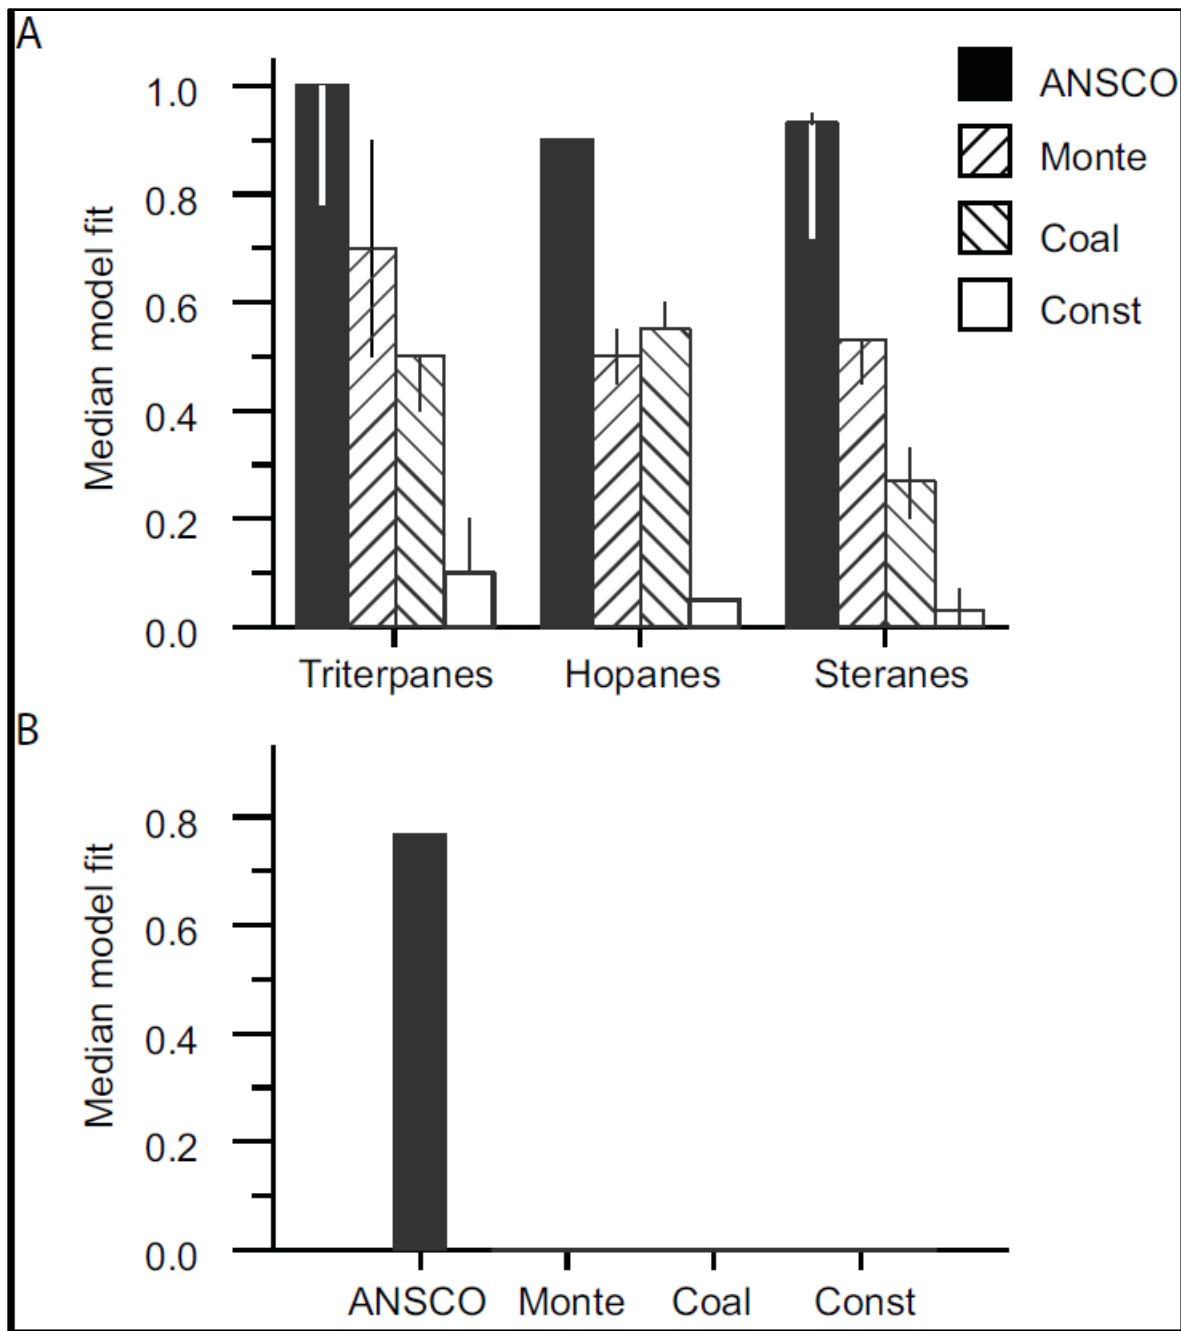 A
Median model fit
1.0
0.8
0.6
0.4
0.2
0.0
Triterpanes Hopanes Steranes
ANSCO
Monte
Coal
Const
B
Median model fit
0.8
0.6
0.4
0.2
0.0
ANSCO Monte Coal Const